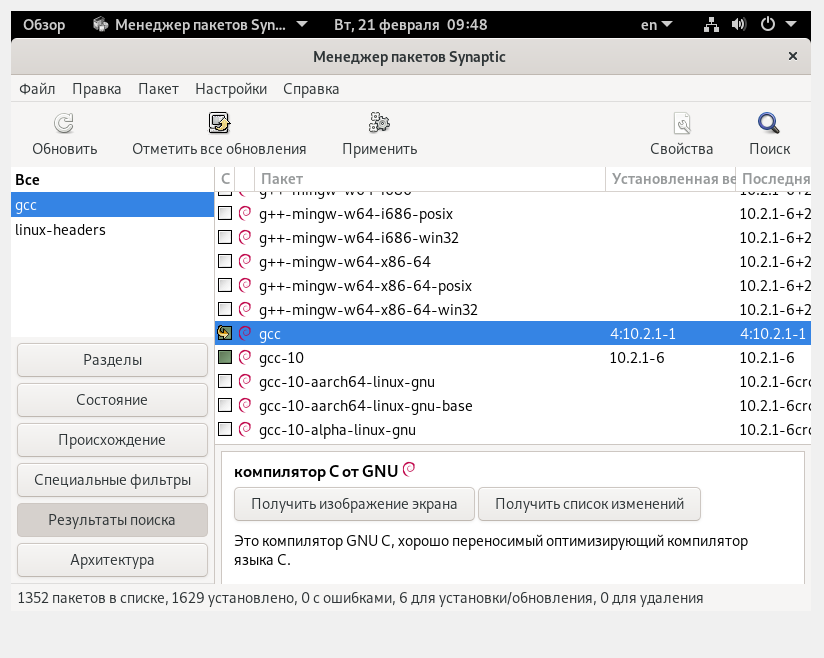 Обзор Менеджер пакетов Syn... Вт, 21 февраля 09:48 en
Менеджер пакетов Synaptic ×
Файл Правка Пакет Настройки Справка
Обновить Отметить все обновления Применить Свойства Поиск
Все
gcc
linux-headers
Разделы
Состояние
Происхождение
Специальные фильтры
Результаты поиска
Архитектура
С Пакет Установленная ве Последня
g++-mingw-w64-i686 10.2.1-6+2
g++-mingw-w64-i686-posix 10.2.1-6+2
g++-mingw-w64-i686-win32 10.2.1-6+2
g++-mingw-w64-x86-64 10.2.1-6+2
g++-mingw-w64-x86-64-posix 10.2.1-6+2
g++-mingw-w64-x86-64-win32 10.2.1-6+2
gcc 4:10.2.1-1 4:10.2.1-1
gcc-10 10.2.1-6 10.2.1-6
gcc-10-aarch64-linux-gnu 10.2.1-6cro
gcc-10-aarch64-linux-gnu-base 10.2.1-6cro
gcc-10-alpha-linux-gnu 10.2.1-6cro
компилятор C от GNU
Получить изображение экрана Получить список изменений
Это компилятор GNU C, хорошо переносимый оптимизирующий компилятор
языка C.
1352 пакетов в списке, 1629 установлено, 0 с ошибками, 6 для установки/обновления, 0 для удаления